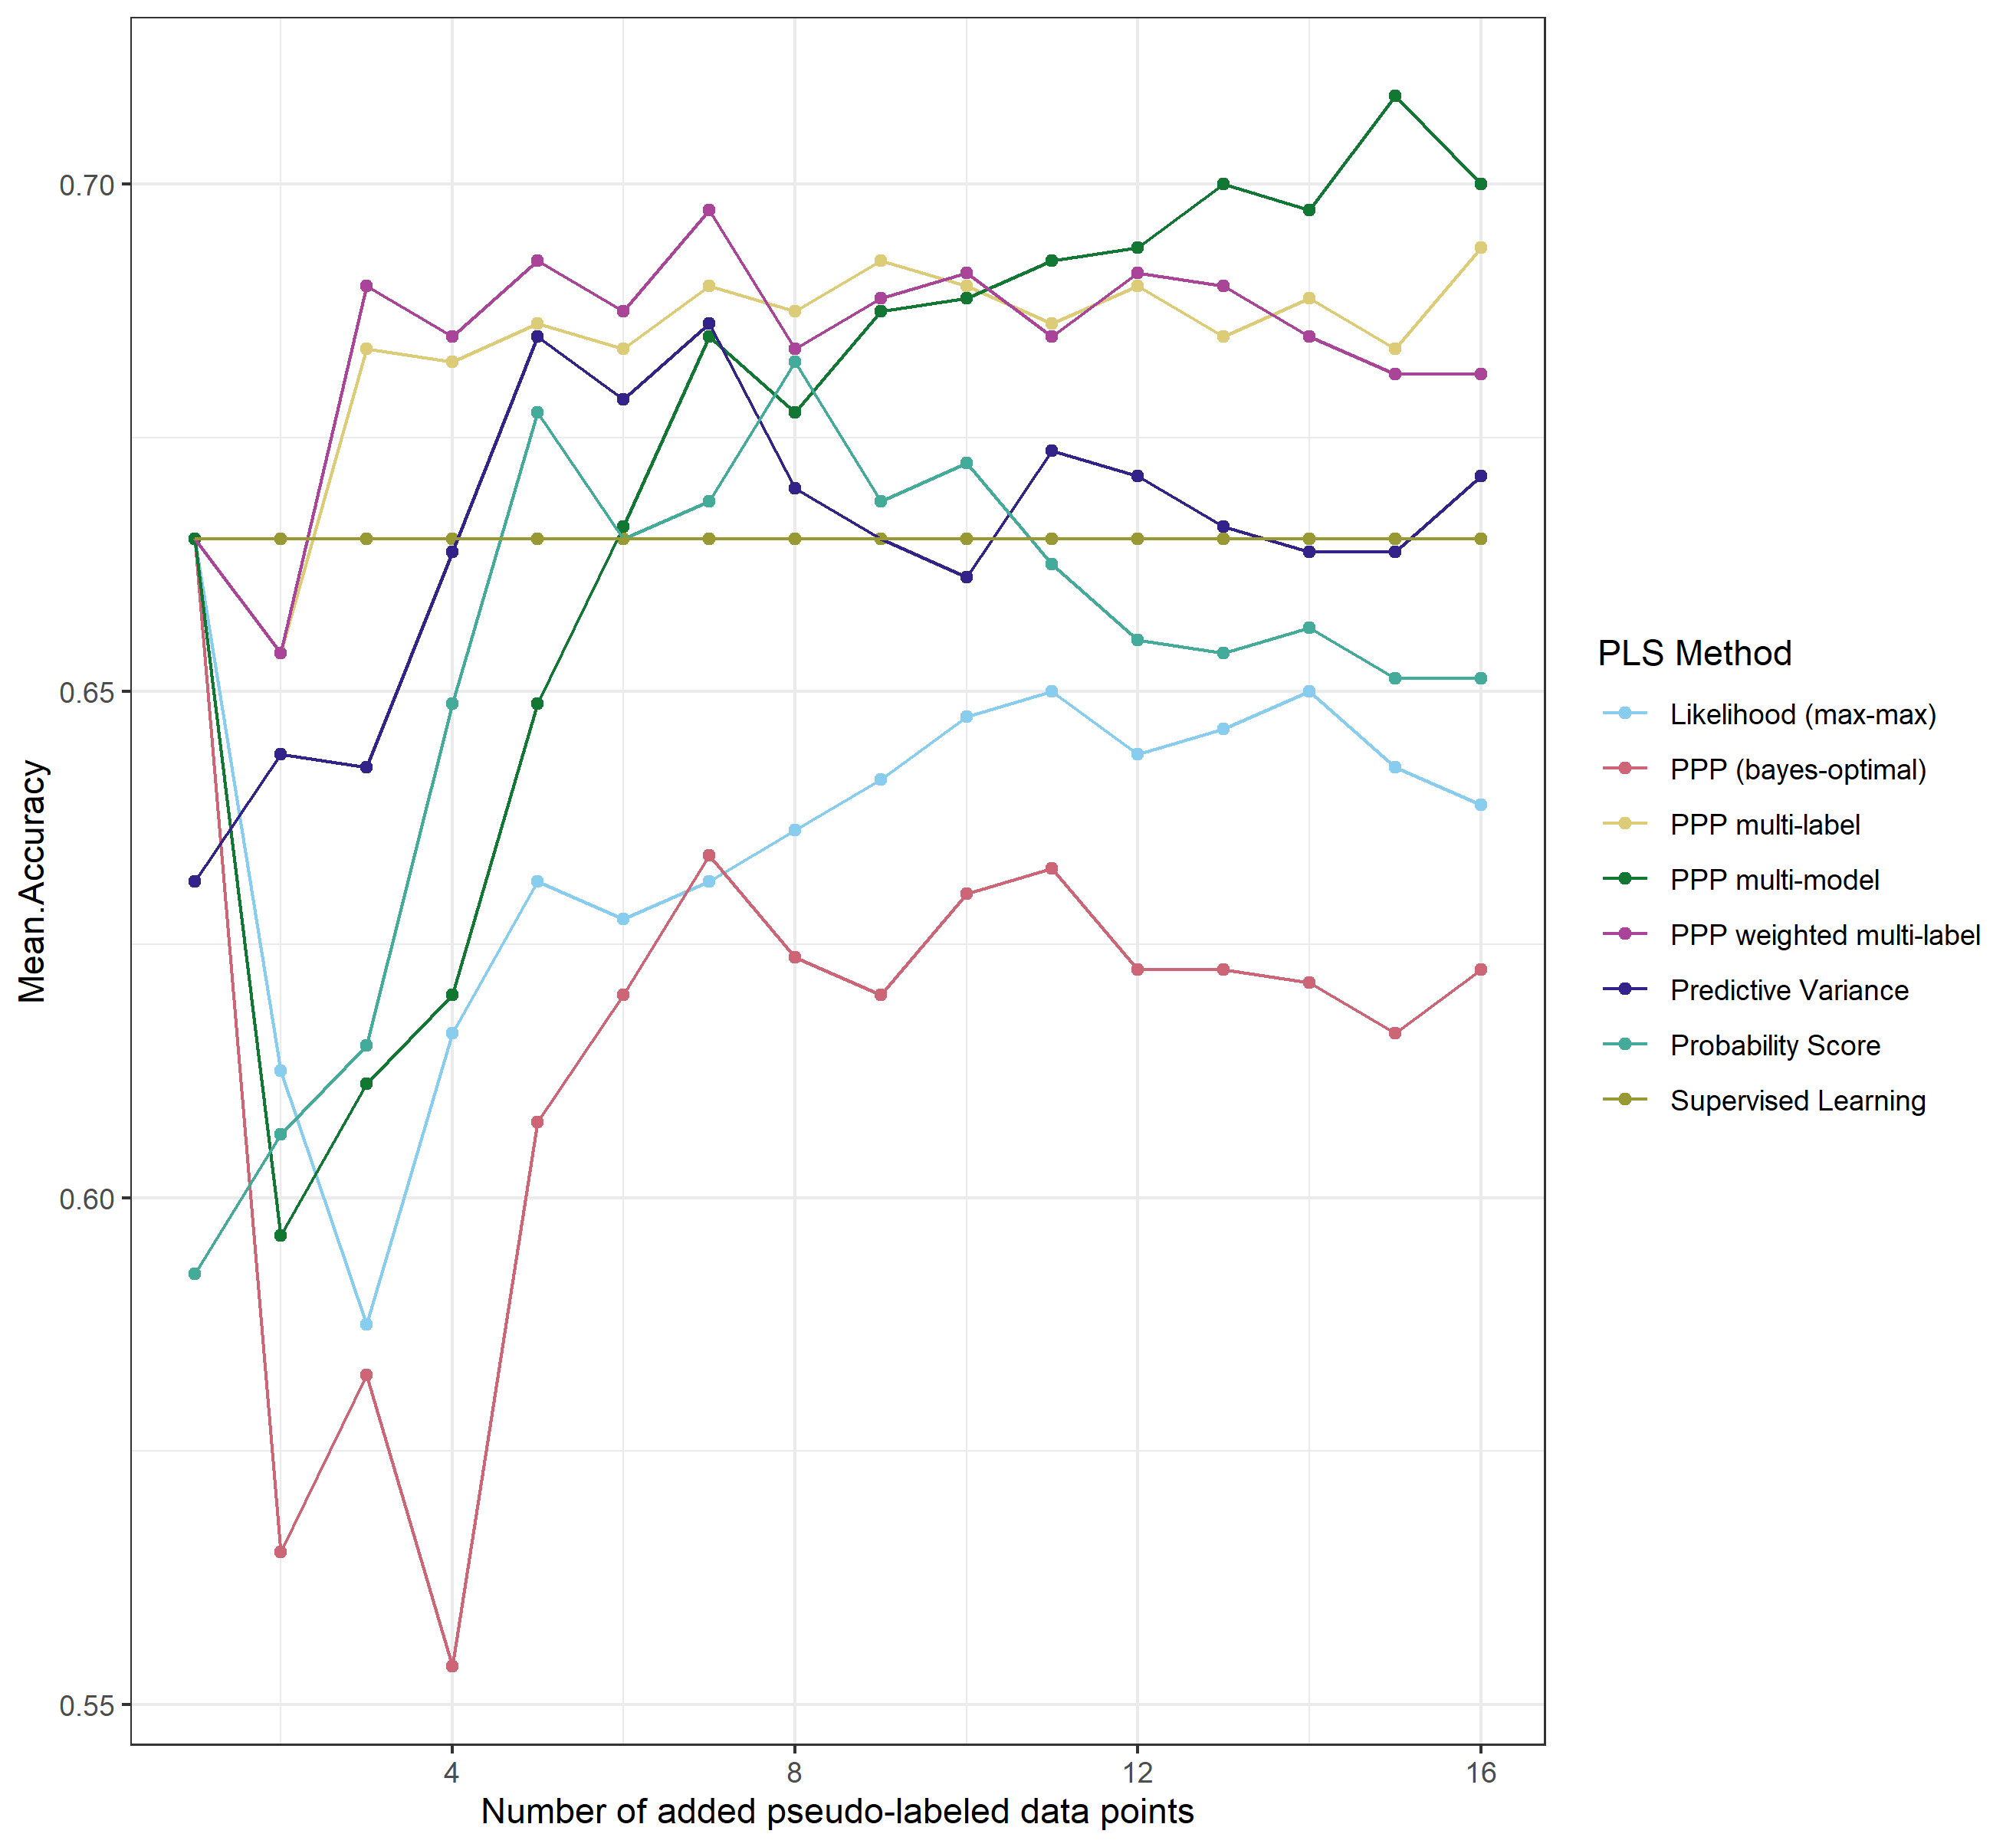 0.70
0.65
0.60
0.55
Mean.Accuracy
4
8
12
16
Number of added pseudo-labeled data points
PLS Method
Likelihood (max-max)
PPP (bayes-optimal)
PPP multi-label
PPP multi-model
PPP weighted multi-label
Predictive Variance
Probability Score
Supervised Learning